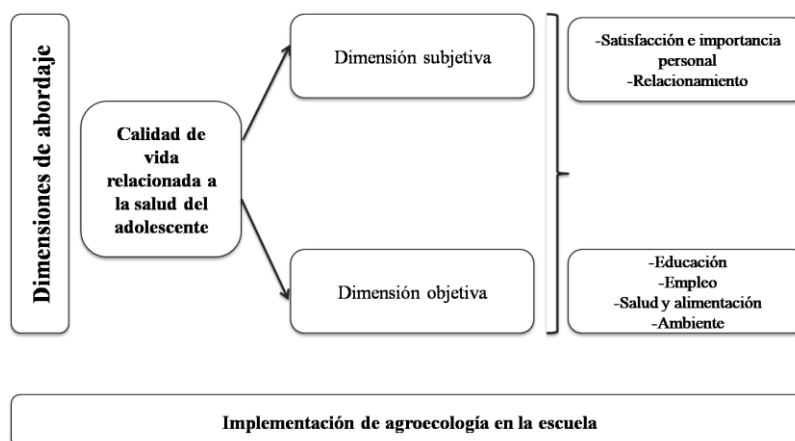 Dimensiones de abordaje
Calidad de
vida
relacionada a
la salud del
adolescente
Dimensión subjetiva
-Satisfacción e importancia
personal
-Relacionamiento
Dimensión objetiva
-Educación
-Empleo
-Salud y alimentación
-Ambiente
Implementación de agroecología en la escuela